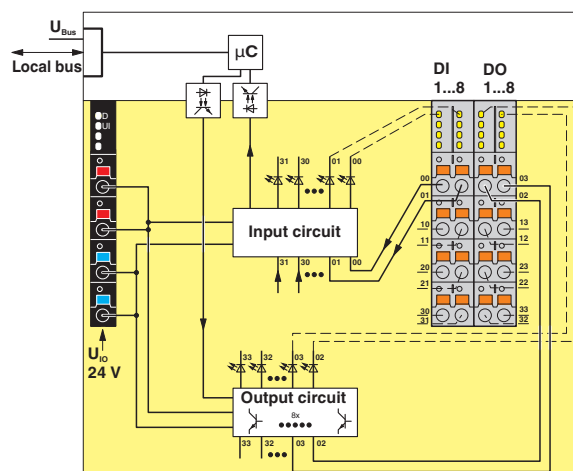 U_Bus
Local bus
µC
DI
1...8
DO
1...8
D
UI
31 30 01 00
00 03
01 02
Input circuit
10 13
11 12
31 30 01 00
20 23
21 22
30 33
31 32
U_IO
24 V
33 32 03 02
Output circuit
8x
33 32 03 02